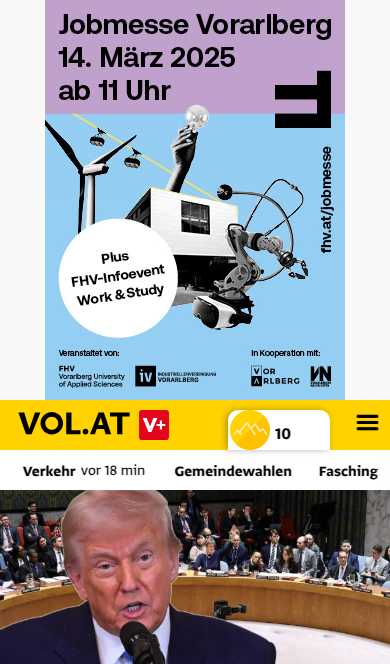 Jobmesse Vorarlberg
14. März 2025
ab 11 Uhr
fhv.at/jobmesse
Plus
FHV-Infoevent
Work & Study
Veranstaltet von:
FHV
Vorarlberg University
of Applied Sciences
iv INDUSTRIELLENVEREINIGUNG
VORARLBERG
In Kooperation mit:
VOR
ARLBERG
VOL.AT V+
10
Verkehr vor 18 min Gemeindewahlen Fasching